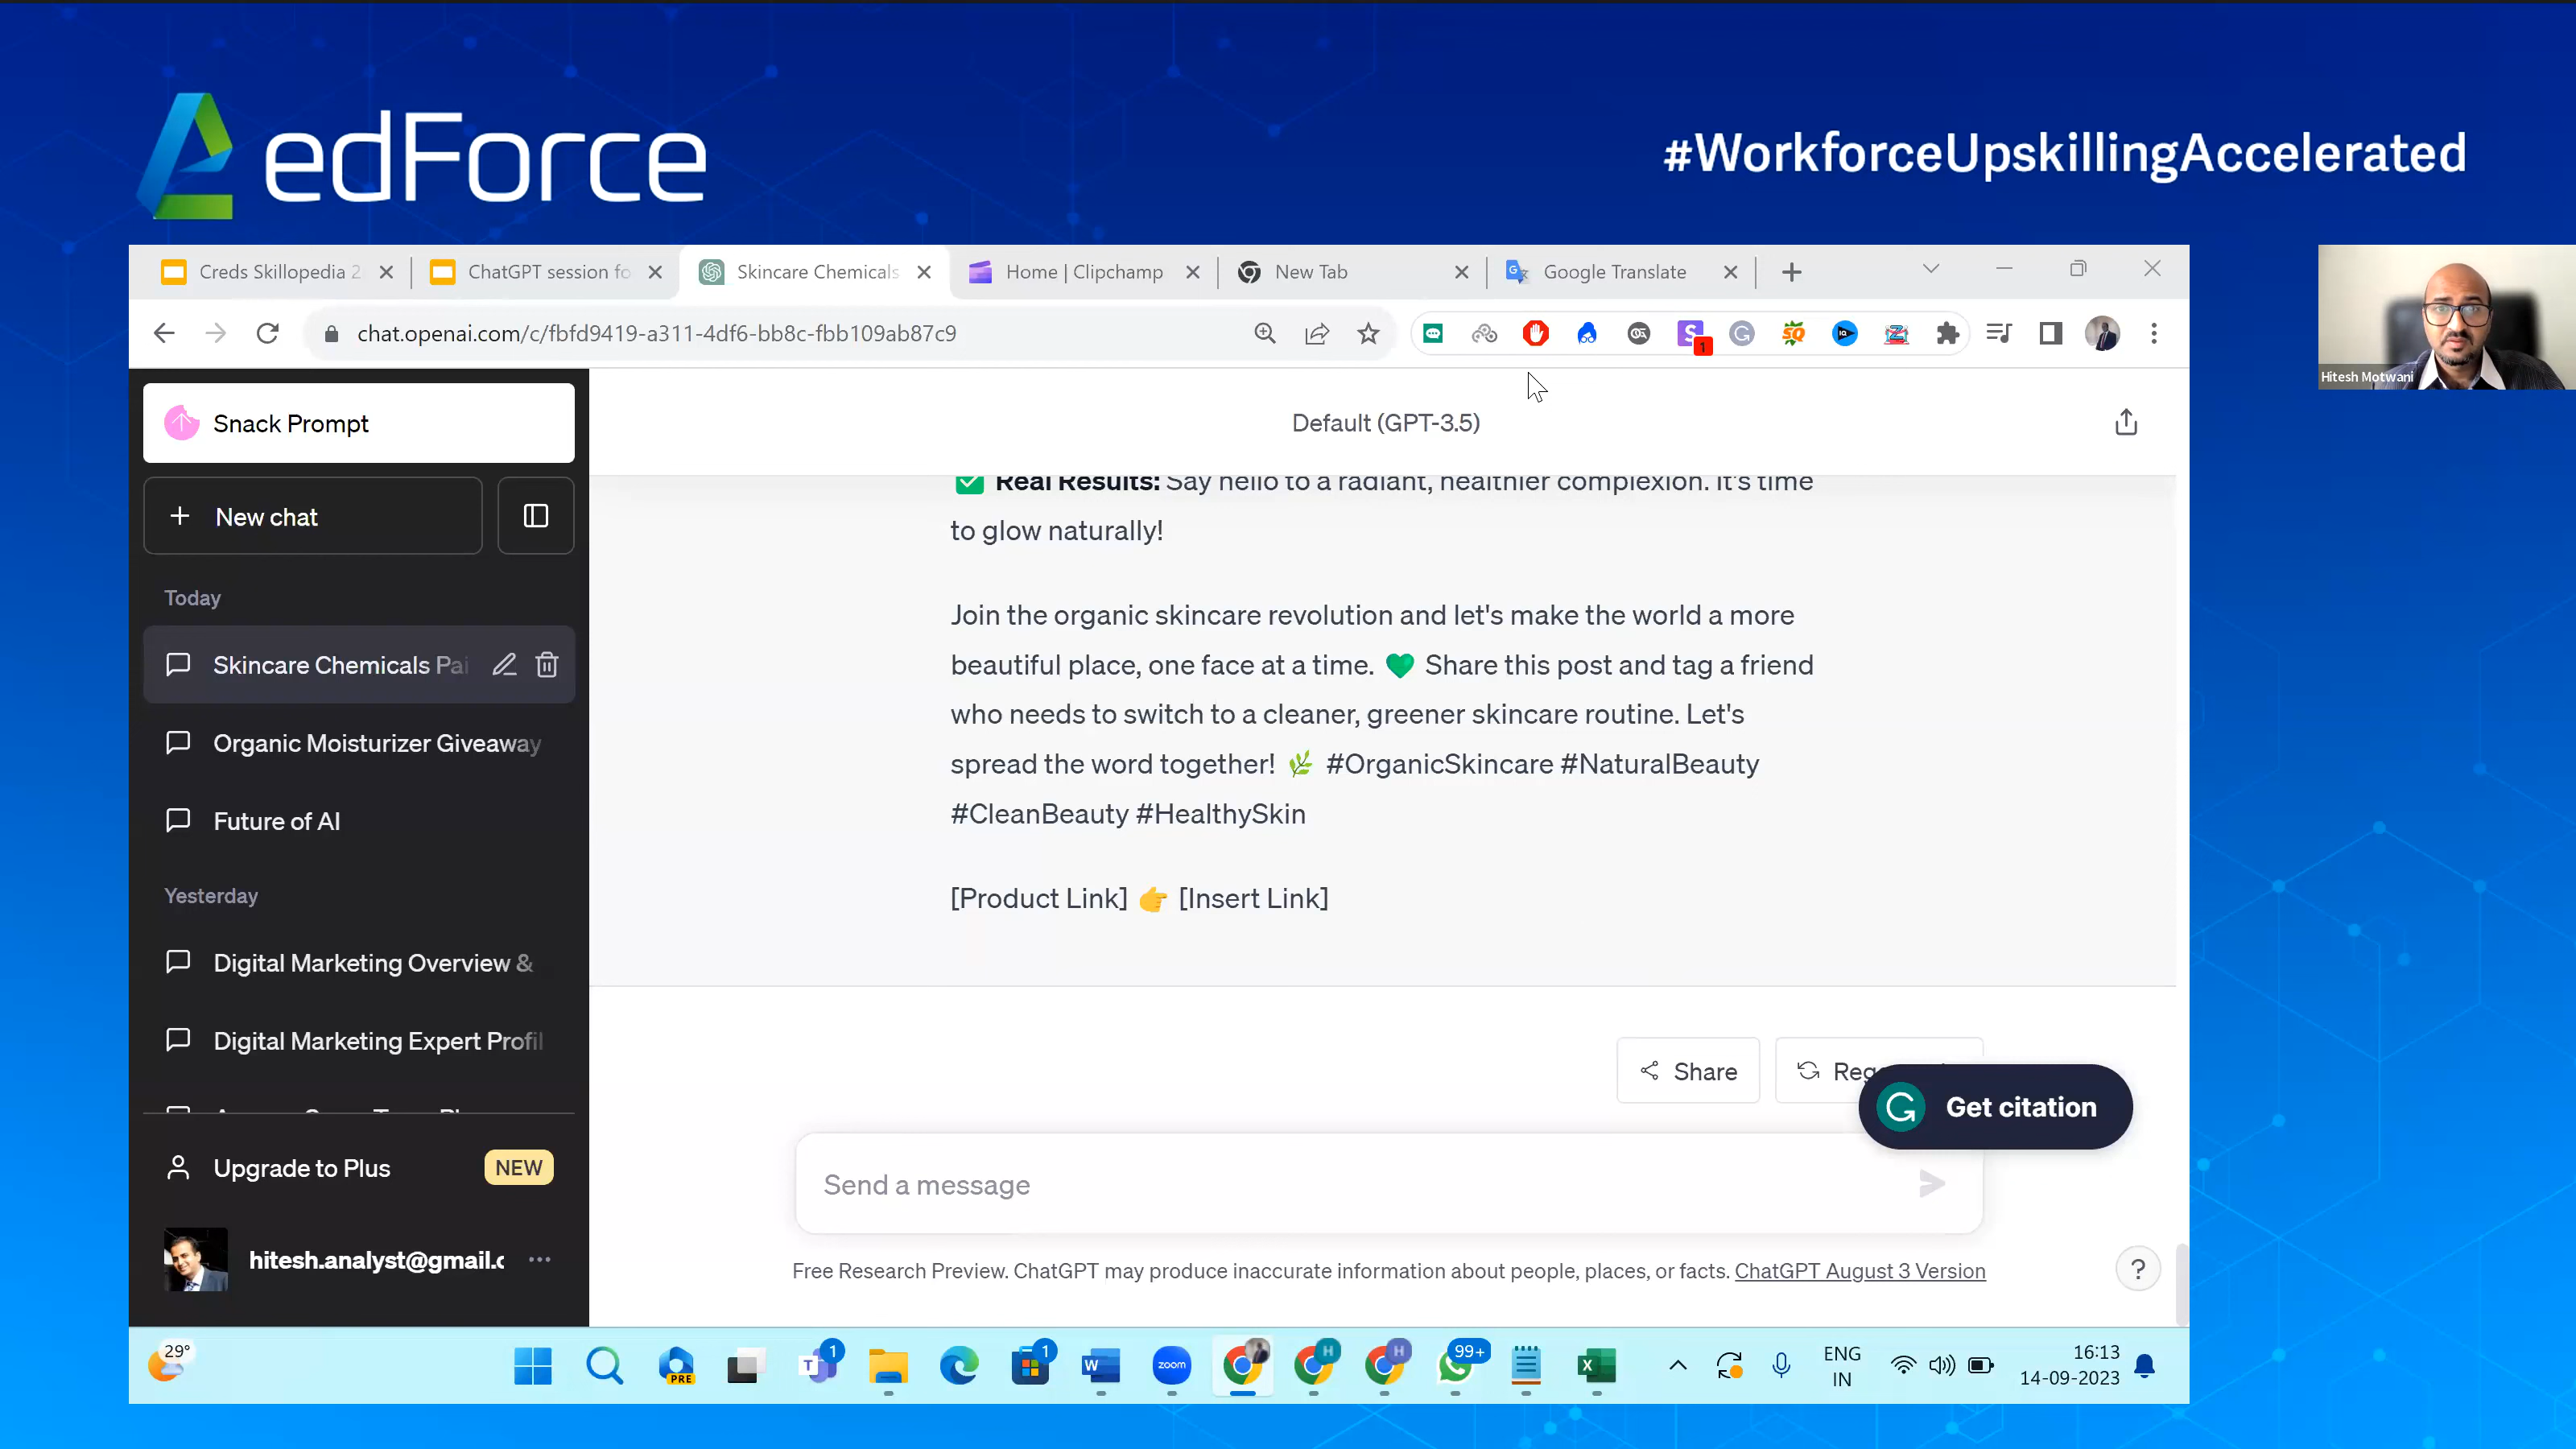 edForce
#WorkforceUpskillingAccelerated
Creds Skillopedia 2
ChatGPT session fo
Skincare Chemicals
Home | Clipchamp
New Tab
Google Translate
chat.openai.com/c/fbfd9419-a311-4df6-bb8c-fbb109ab87c9
1
Hitesh Motwani
Snack Prompt
Default (GPT-3.5)
New chat
Today
Skincare Chemicals Pai
Organic Moisturizer Giveaway
Future of AI
Yesterday
Digital Marketing Overview &
Digital Marketing Expert Profil
Upgrade to Plus
NEW
hitesh.analyst@gmail.c
✅ Real Results: Say hello to a radiant, healthier complexion. It's time
to glow naturally!
Join the organic skincare revolution and let's make the world a more
beautiful place, one face at a time. 💚 Share this post and tag a friend
who needs to switch to a cleaner, greener skincare routine. Let's
spread the word together! 🌿 #OrganicSkincare #NaturalBeauty
#CleanBeauty #HealthySkin
[Product Link] 👉 [Insert Link]
Share
Reg
Get citation
Send a message
Free Research Preview. ChatGPT may produce inaccurate information about people, places, or facts. ChatGPT August 3 Version
?
29°
PRE
T 1
1
W
zoom
H
H
99+
X
ENG
IN
16:13
14-09-2023